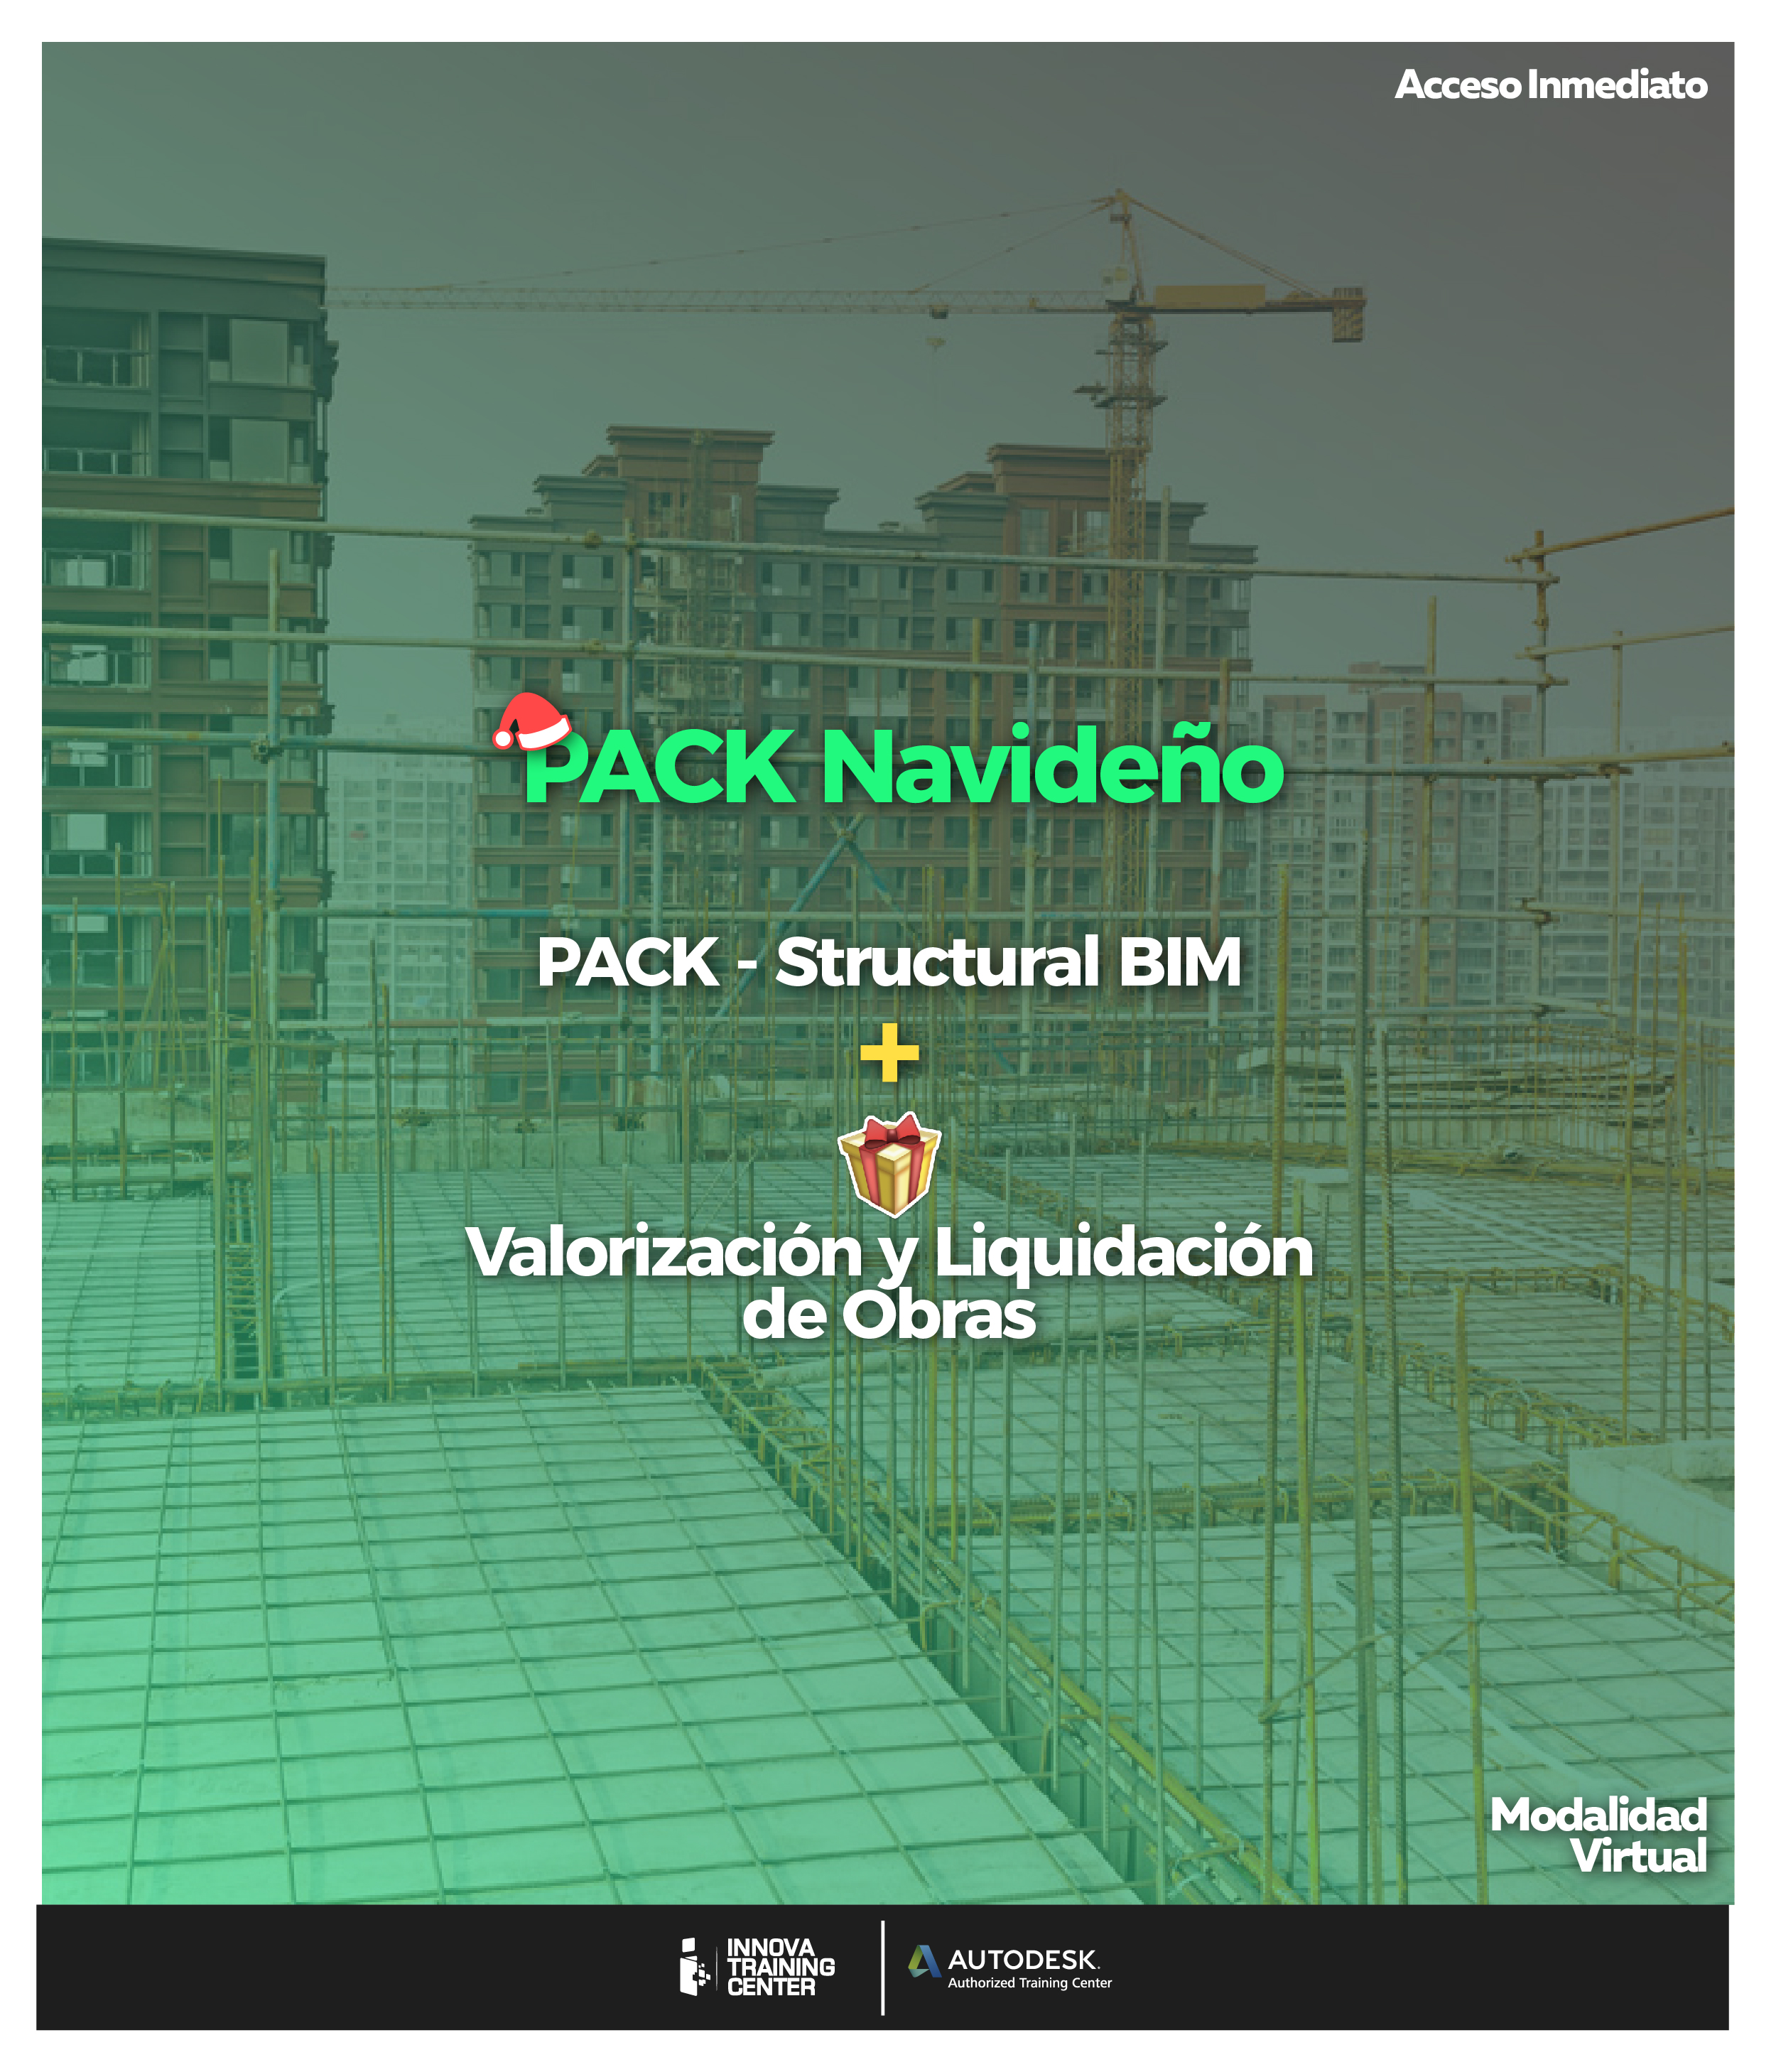 Acceso Inmediato
PACK Navideño
PACK - Structural BIM
+
Valorización y Liquidación
de Obras
Modalidad
Virtual
INNOVA
TRAINING
CENTER
AUTODESK.
Authorized Training Center